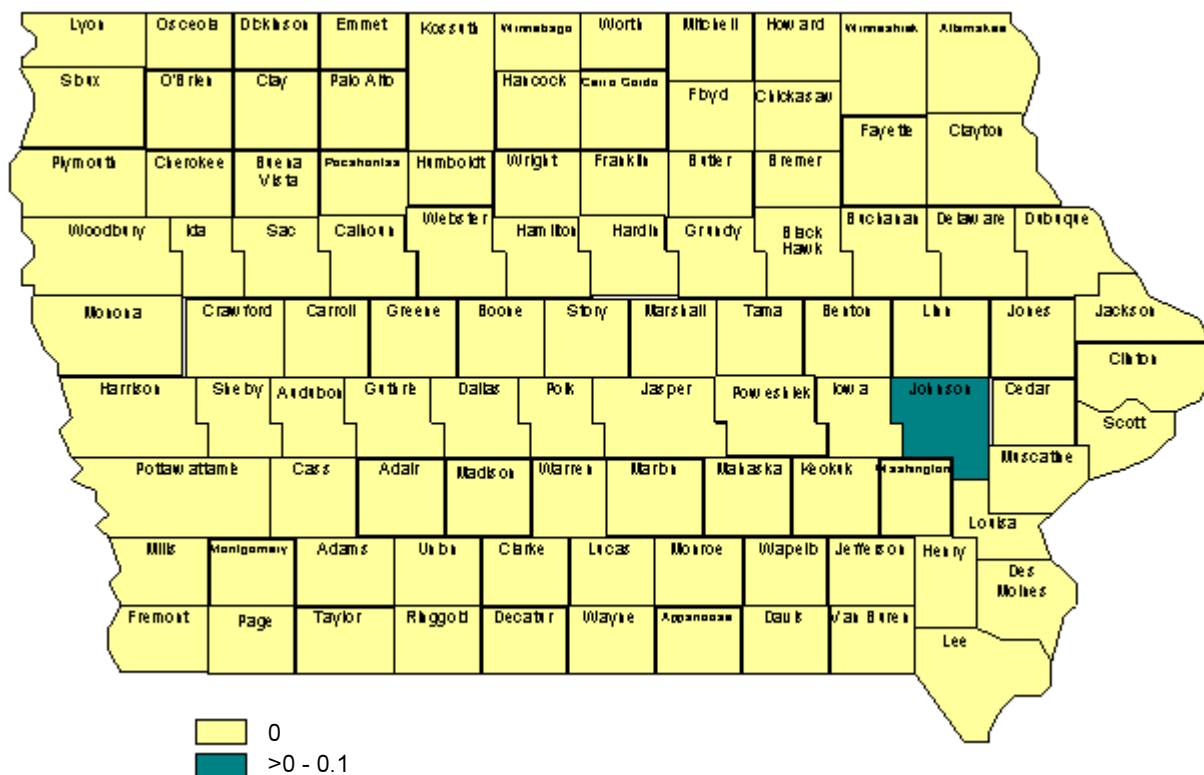 Lyon
Osceola
Dickinson
Emmet
Kossuth
Winnebago
Worth
Mitchell
Howard
Winneshiek
Allamakee
Sioux
O'Brien
Clay
Palo Alto
Hancock
Cerro Gordo
Floyd
Chickasaw
Fayette
Clayton
Plymouth
Cherokee
Buena
Vista
Pocahontas
Humboldt
Wright
Franklin
Butler
Bremer
Woodbury
Ida
Sac
Calhoun
Webster
Hamilton
Hardin
Grundy
Black
Hawk
Buchanan
Delaware
Dubuque
Monona
Crawford
Carroll
Greene
Boone
Story
Marshall
Tama
Benton
Linn
Jones
Jackson
Clinton
Harrison
Shelby
Audubon
Guthrie
Dallas
Polk
Jasper
Poweshiek
Iowa
Johnson
Cedar
Scott
Pottawattamie
Cass
Adair
Madison
Warren
Marion
Mahaska
Keokuk
Washington
Muscatine
Louisa
Mills
Montgomery
Adams
Union
Clarke
Lucas
Monroe
Wapello
Jefferson
Henry
Des
Moines
Fremont
Page
Taylor
Ringgold
Decatur
Wayne
Appanoose
Davis
Van Buren
Lee
0
>0 - 0.1